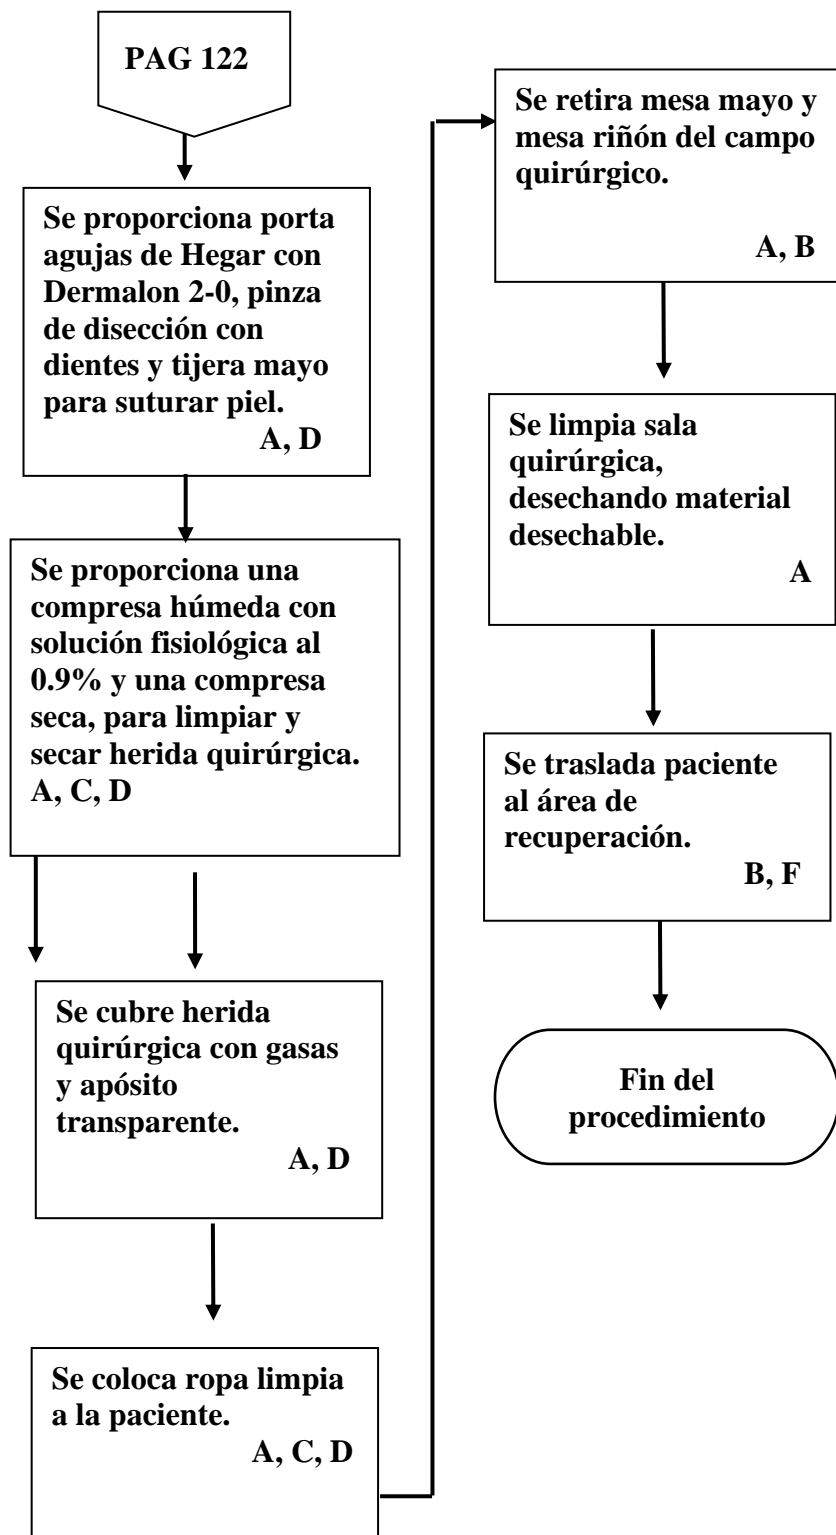 PAG 122
Se proporciona porta
agujas de Hegar con
Dermalon 2-0, pinza
de disección con
dientes y tijera mayo
para suturar piel.
A, D
Se proporciona una
compresa húmeda con
solución fisiológica al
0.9% y una compresa
seca, para limpiar y
secar herida quirúrgica.
A, C, D
Se cubre herida
quirúrgica con gasas
y apósito
transparente.
A, D
Se coloca ropa limpia
a la paciente.
A, C, D
Se retira mesa mayo y
mesa riñón del campo
quirúrgico.
A, B
Se limpia sala
quirúrgica,
desechando material
desechable.
A
Se traslada paciente
al área de
recuperación.
B, F
Fin del
procedimiento